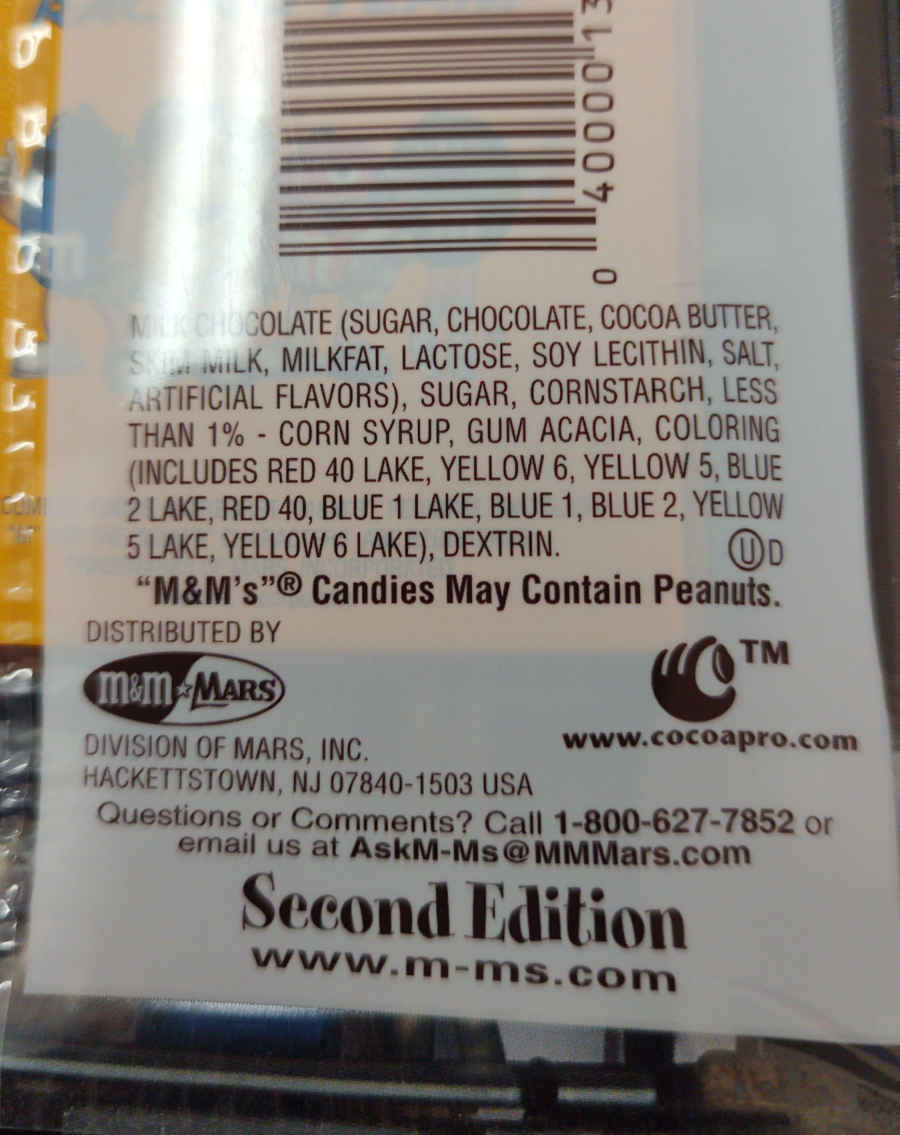 0 40000 13
MILK CHOCOLATE (SUGAR, CHOCOLATE, COCOA BUTTER,
SKIM MILK, MILKFAT, LACTOSE, SOY LECITHIN, SALT,
ARTIFICIAL FLAVORS), SUGAR, CORNSTARCH, LESS
THAN 1% - CORN SYRUP, GUM ACACIA, COLORING
(INCLUDES RED 40 LAKE, YELLOW 6, YELLOW 5, BLUE
2 LAKE, RED 40, BLUE 1 LAKE, BLUE 1, BLUE 2, YELLOW
5 LAKE, YELLOW 6 LAKE), DEXTRIN. Ⓤ D
“M&M's”® Candies May Contain Peanuts.
DISTRIBUTED BY
m&m☆MARS
TM
www.cocoapro.com
DIVISION OF MARS, INC.
HACKETTSTOWN, NJ 07840-1503 USA
Questions or Comments? Call 1-800-627-7852 or
email us at AskM-Ms@MMMars.com
Second Edition
www.m-ms.com